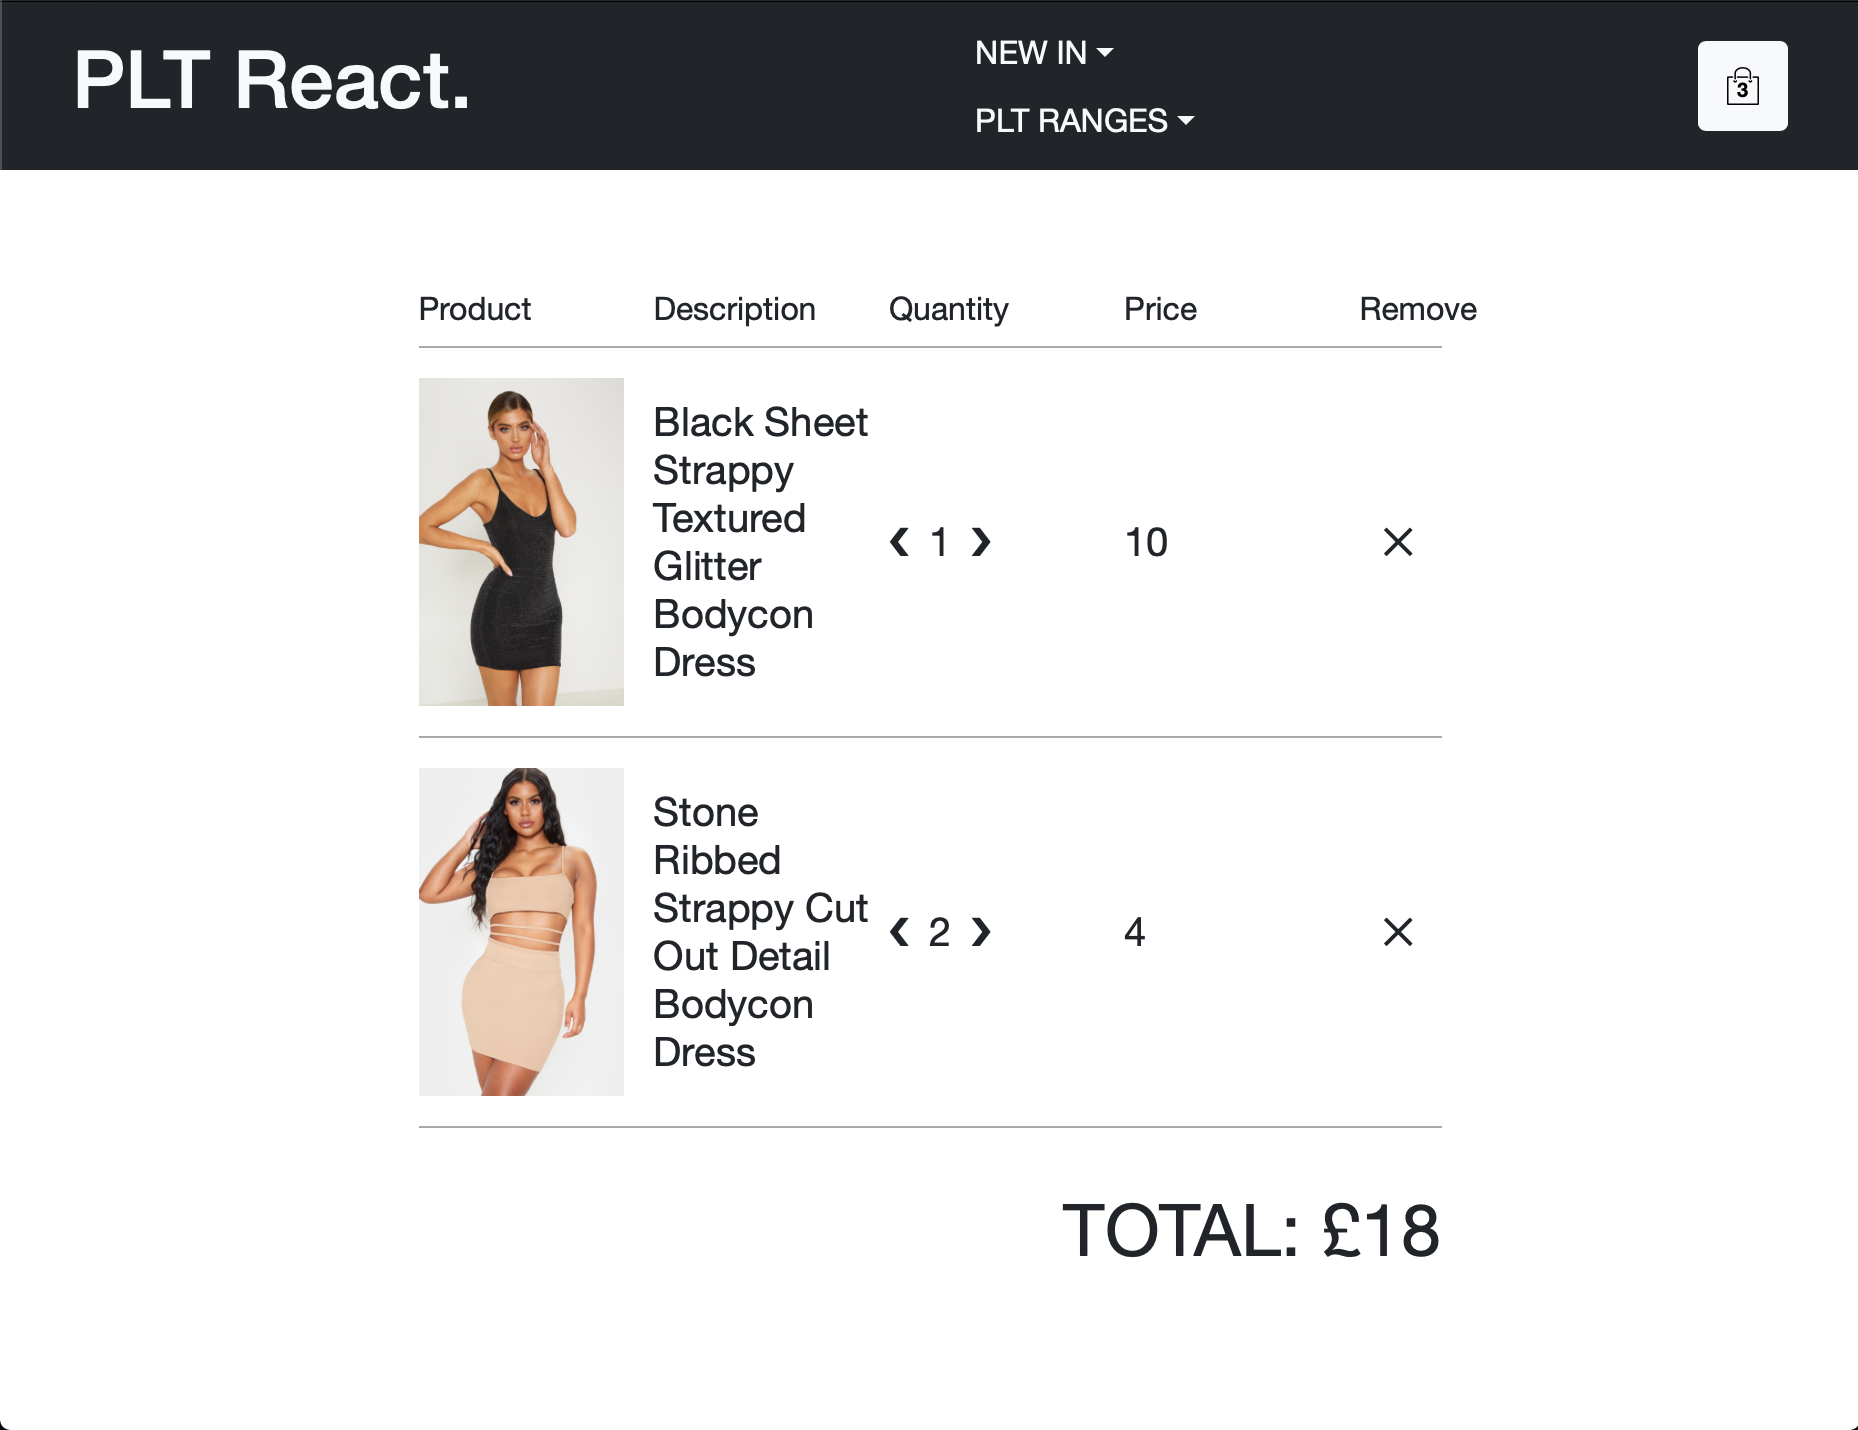 PLT React.
NEW IN
PLT RANGES
3
Product Description Quantity Price Remove
Black Sheet
Strappy
Textured
Glitter
Bodycon
Dress
❮ 1 ❯
10
Stone
Ribbed
Strappy Cut
Out Detail
Bodycon
Dress
❮ 2 ❯
4
TOTAL: £18